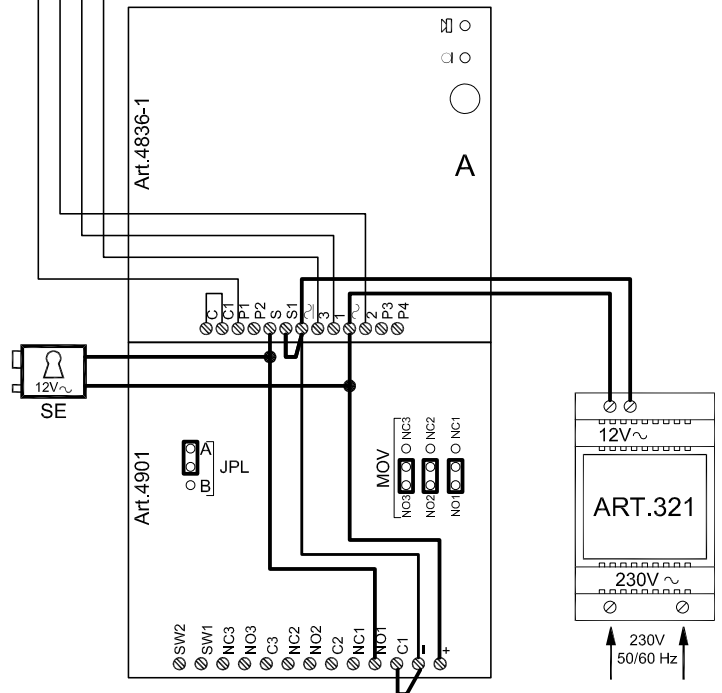 Art.4836-1
A
C
C1
P1
P2
S
S1
~
3
1
~
2
P3
P4
12V~
SE
Art.4901
A
B
JPL
MOV
NC3
NC2
NC1
NO3
NO2
NO1
SW2
SW1
NC3
NO3
C3
NC2
NO2
C2
NC1
NO1
C1
-
+
12V~
ART.321
230V ~
230V
50/60 Hz